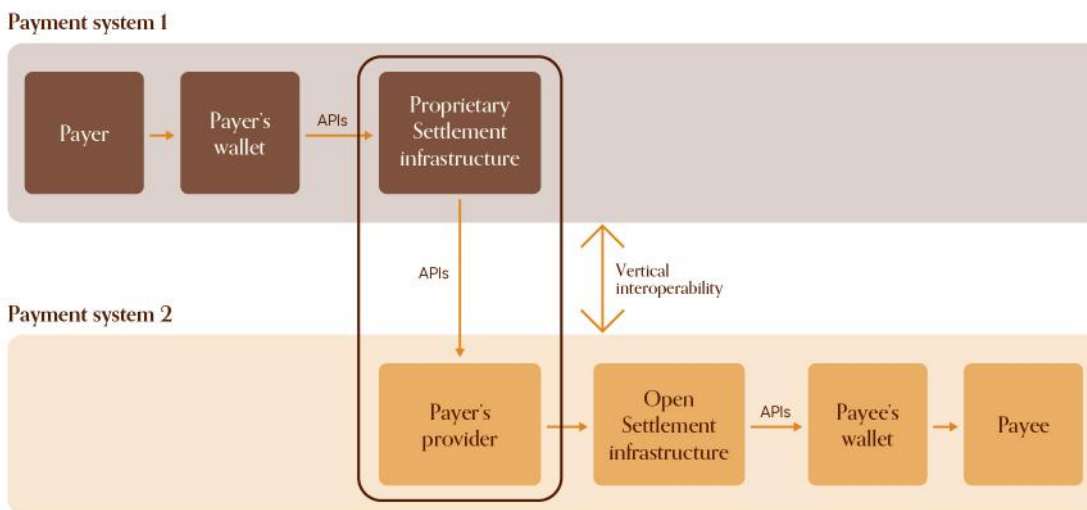 Payment system 1
Payer
Payer's
wallet
APIs
Proprietary
Settlement
infrastructure
APIs
Vertical
interoperability
Payment system 2
Payer's
provider
Open
Settlement
infrastructure
APIs
Payee's
wallet
Payee